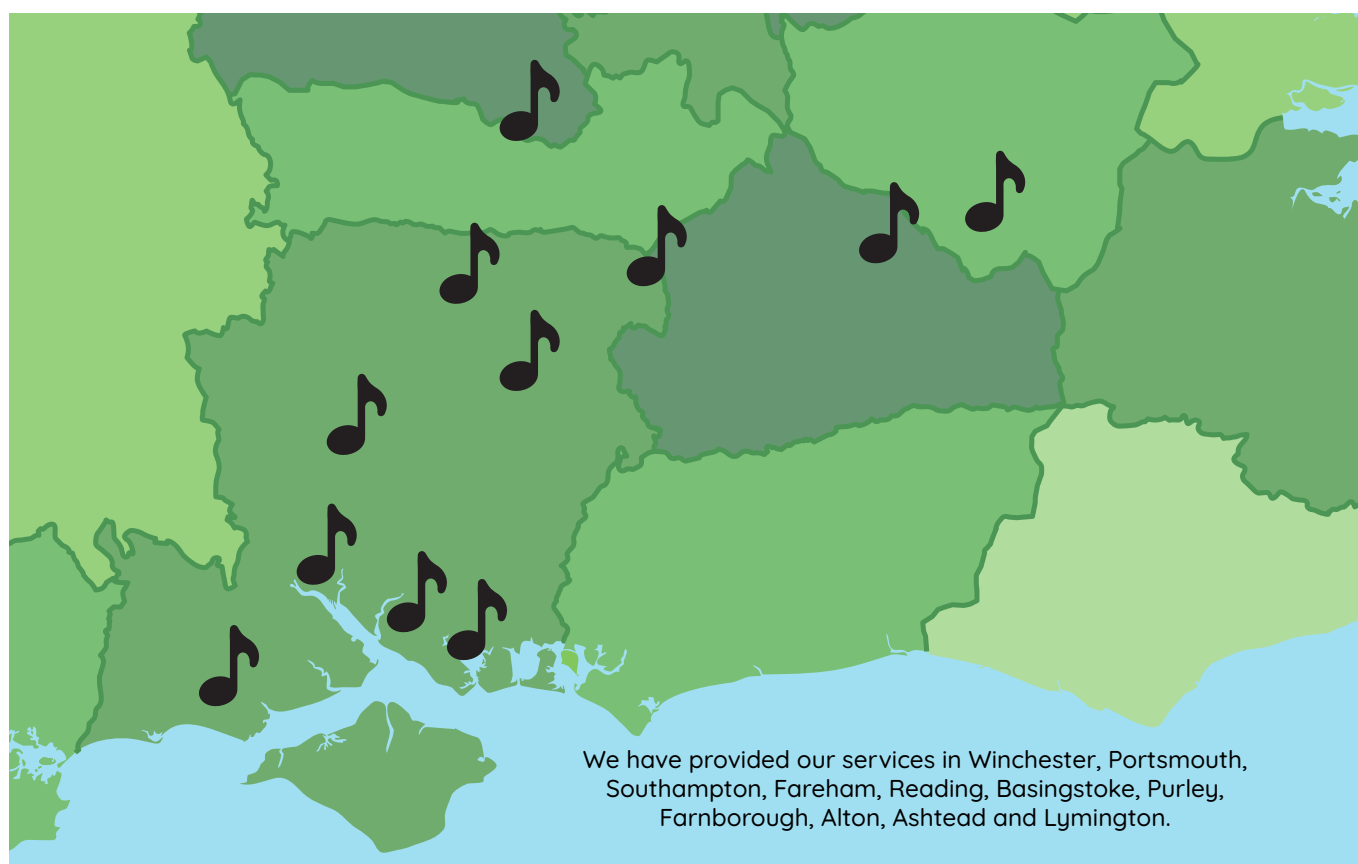 We have provided our services in Winchester, Portsmouth,
Southampton, Fareham, Reading, Basingstoke, Purley,
Farnborough, Alton, Ashtead and Lymington.